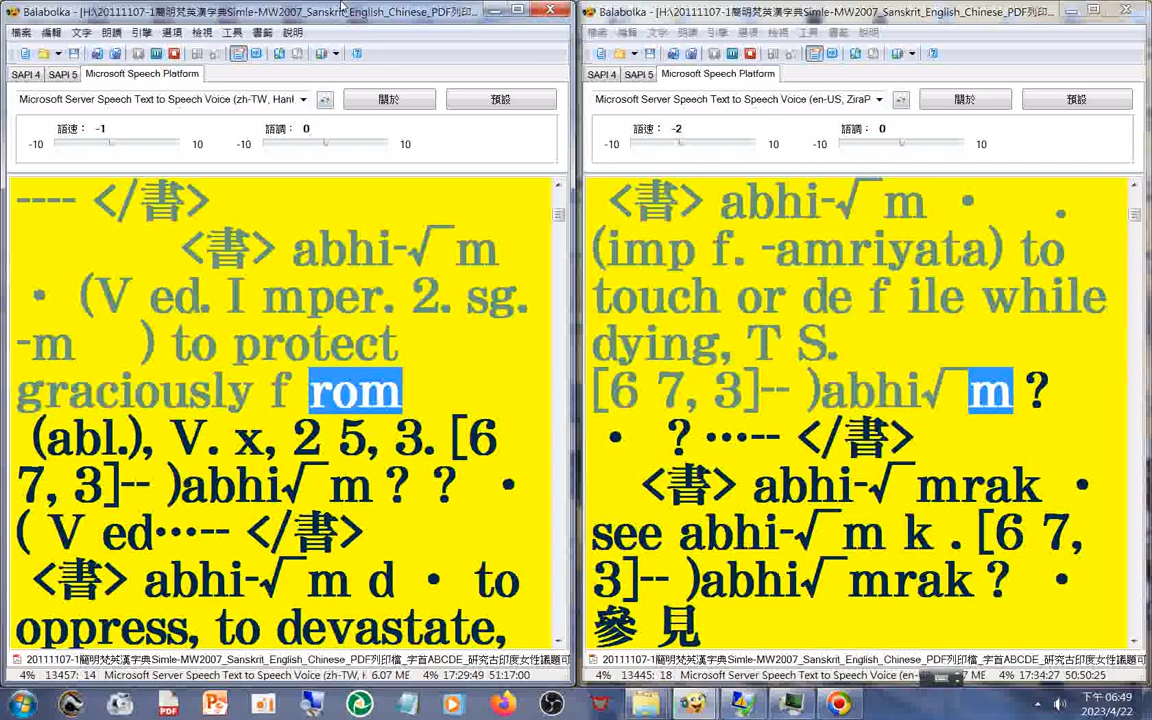 Balabolka - [H:\20111107-1簡明梵英漢字典Simle-MW2007_Sanskrit_English_Chinese_PDF列印...
檔案 編輯 文字 朗讀 引擎 選項 檢視 工具 書籤 說明
SAPI 4 SAPI 5 Microsoft Speech Platform
Microsoft Server Speech Text to Speech Voice (zh-TW, HanH
關於 預設
語速： -1 語調： 0
-10 10 -10 10
---- </書>
<書> abhi-√ m
• (V ed. I mper. 2. sg.
-m ) to protect
graciously f rom
(abl.), V. x, 2 5, 3. [6
7, 3]-- )abhi√ m ? ? •
( V ed…-- </書>
<書> abhi-√ m d • to
oppress, to devastate,
20111107-1簡明梵英漢字典Simle-MW2007_Sanskrit_English_Chinese_PDF列印檔_字首ABCDE_研究古印度女性議題可
4% 13457: 14 Microsoft Server Speech Text to Speech Voice (zh-TW, 6.07 MB 4% 17:29:49 51:17:00
Balabolka - [H:\20111107-1簡明梵英漢字典Simle-MW2007_Sanskrit_English_Chinese_PDF列印...
檔案 編輯 文字 朗讀 引擎 選項 檢視 工具 書籤 說明
SAPI 4 SAPI 5 Microsoft Speech Platform
Microsoft Server Speech Text to Speech Voice (en-US, ZiraP
關於 預設
語速： -2 語調： 0
-10 10 -10 10
<書> abhi-√ m • .
(imp f. -amriyata) to
touch or de f ile while
dying, T S.
[6 7, 3]-- )abhi√ m ?
• ?…-- </書>
<書> abhi-√ mrak •
see abhi-√ m k . [6 7,
3]-- )abhi√ mrak ? •
參 見
20111107-1簡明梵英漢字典Simle-MW2007_Sanskrit_English_Chinese_PDF列印檔_字首ABCDE_研究古印度女性議題可
4% 13445: 18 Microsoft Server Speech Text to Speech Voice (en-US, 4% 17:34:27 50:50:25
下午 06:49
2023/4/22